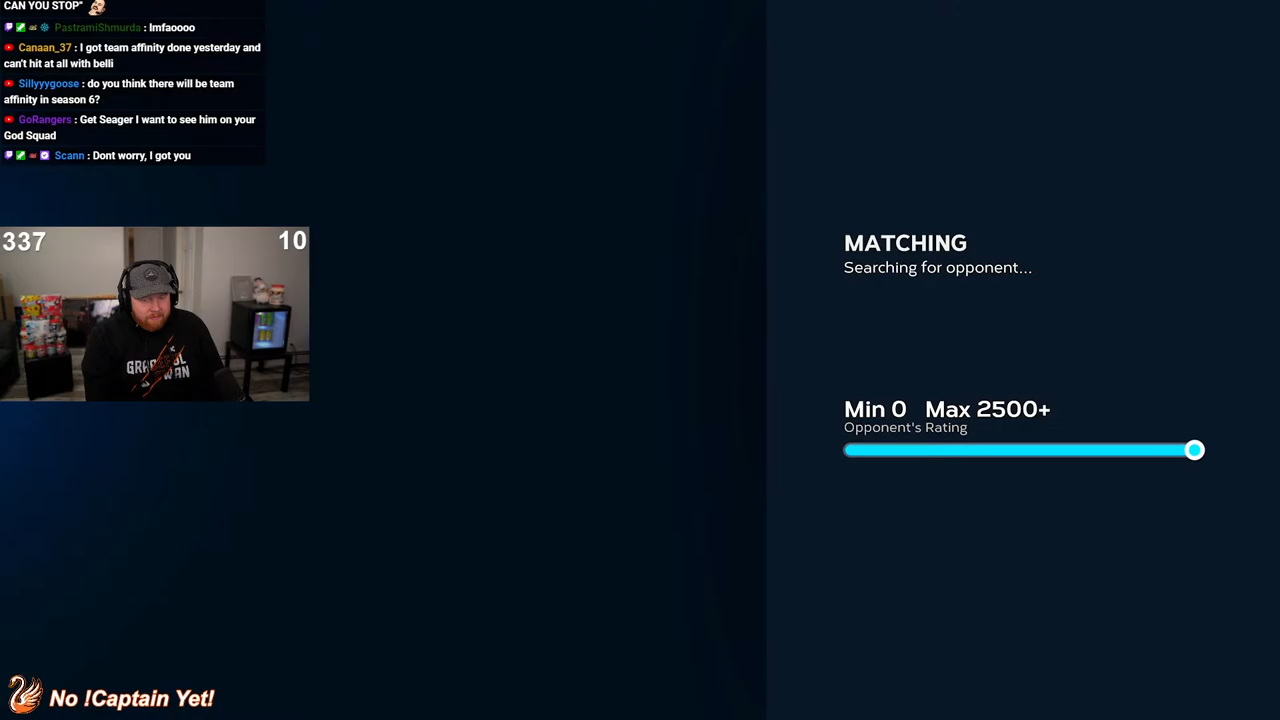 CAN YOU STOP"
PastramiShmurda : lmfaoooo
Canaan_37 : I got team affinity done yesterday and
can't hit at all with belli
Sillyyygoose : do you think there will be team
affinity in season 6?
GoRangers : Get Seager I want to see him on your
God Squad
Scann : Dont worry, I got you
337
10
MATCHING
Searching for opponent...
Min 0 Max 2500+
Opponent's Rating
No !Captain Yet!